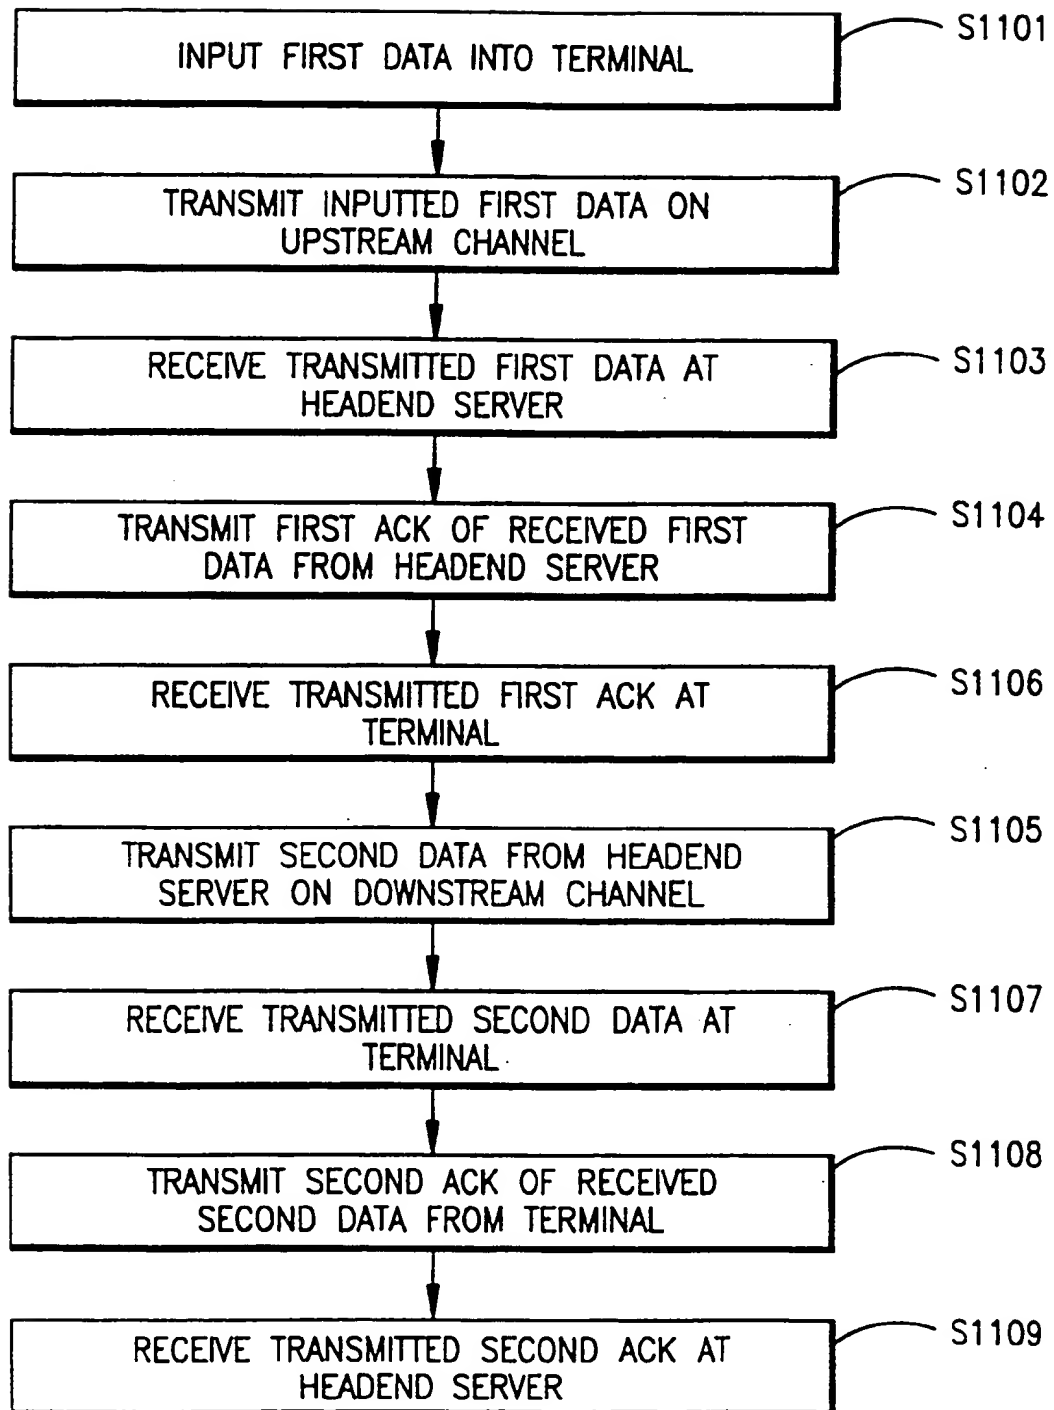 INPUT FIRST DATA INTO TERMINAL
S1101
TRANSMIT INPUTTED FIRST DATA ON
UPSTREAM CHANNEL
S1102
RECEIVE TRANSMITTED FIRST DATA AT
HEADEND SERVER
S1103
TRANSMIT FIRST ACK OF RECEIVED FIRST
DATA FROM HEADEND SERVER
S1104
RECEIVE TRANSMITTED FIRST ACK AT
TERMINAL
S1106
TRANSMIT SECOND DATA FROM HEADEND
SERVER ON DOWNSTREAM CHANNEL
S1105
RECEIVE TRANSMITTED SECOND DATA AT
TERMINAL
S1107
TRANSMIT SECOND ACK OF RECEIVED
SECOND DATA FROM TERMINAL
S1108
RECEIVE TRANSMITTED SECOND ACK AT
HEADEND SERVER
S1109